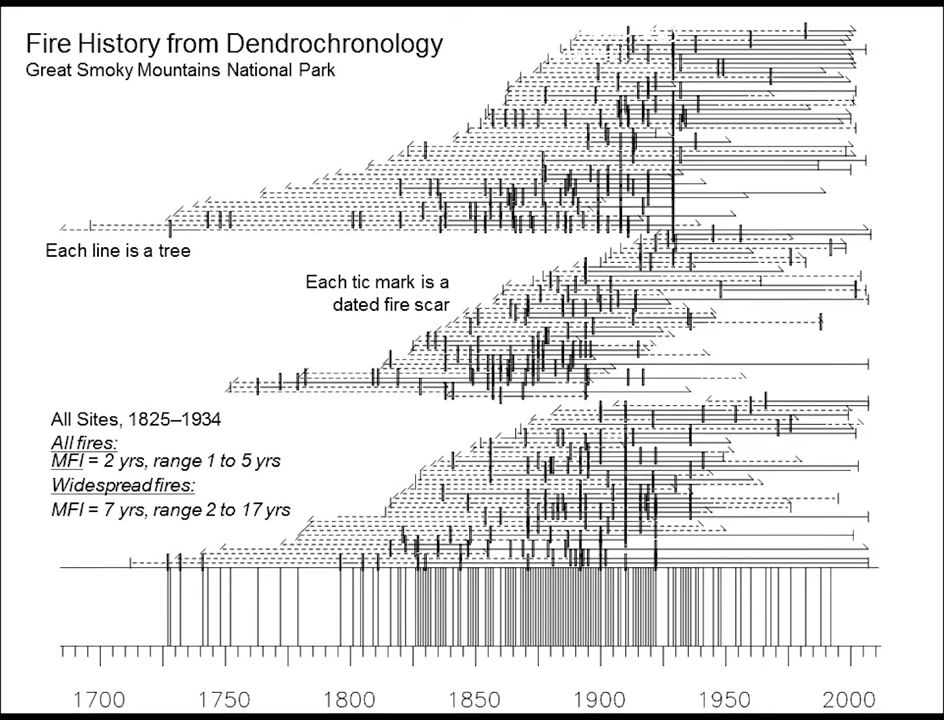 Fire History from Dendrochronology
Great Smoky Mountains National Park
Each line is a tree
Each tic mark is a
dated fire scar
All Sites, 1825–1934
All fires:
MFI = 2 yrs, range 1 to 5 yrs
Widespread fires:
MFI = 7 yrs, range 2 to 17 yrs
1700 1750 1800 1850 1900 1950 2000